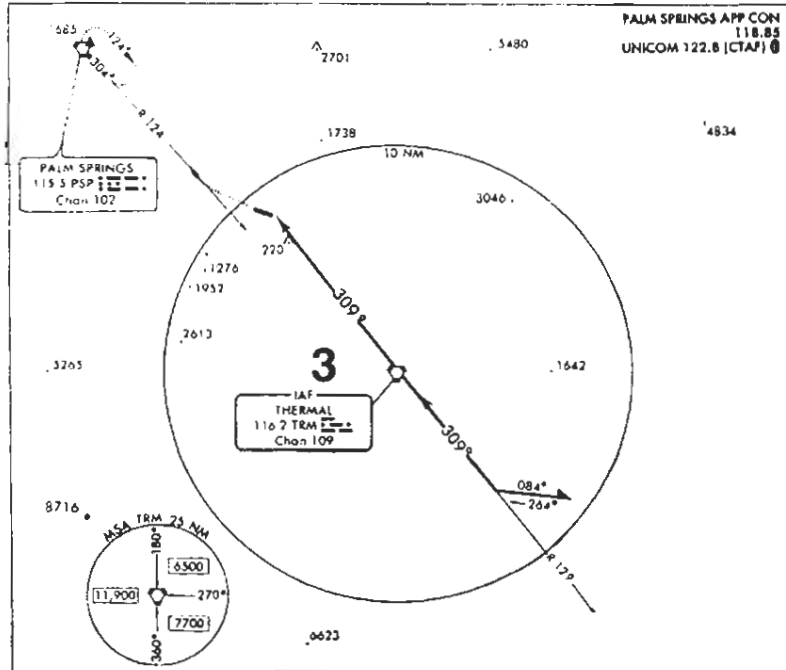 PALM SPRINGS APP CON
118.85
UNICOM 122.8 (CTAF)
124°
5480
2701
304°
R 124
4834
1738
10 NM
PALM SPRINGS
115.5 PSP
Chan 102
3046
220
1276
1957
309°
2613
3
5265
1642
IAF
THERMAL
116.2 TRM
Chan 109
309°
084°
264°
8716
MSA TRM 25 NM
180°
6500
11,900
270°
7700
360°
R 129
6623